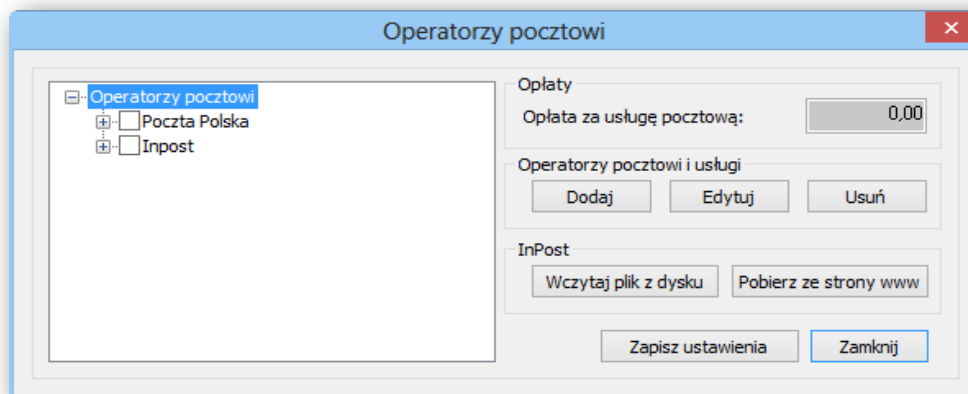 Operatorzy pocztowi
Operatorzy pocztowi
Poczta Polska
Inpost
Opłaty
Opłata za usługę pocztową: 0,00
Operatorzy pocztowi i usługi
Dodaj Edytuj Usuń
InPost
Wczytaj plik z dysku Pobierz ze strony www
Zapisz ustawienia Zamknij